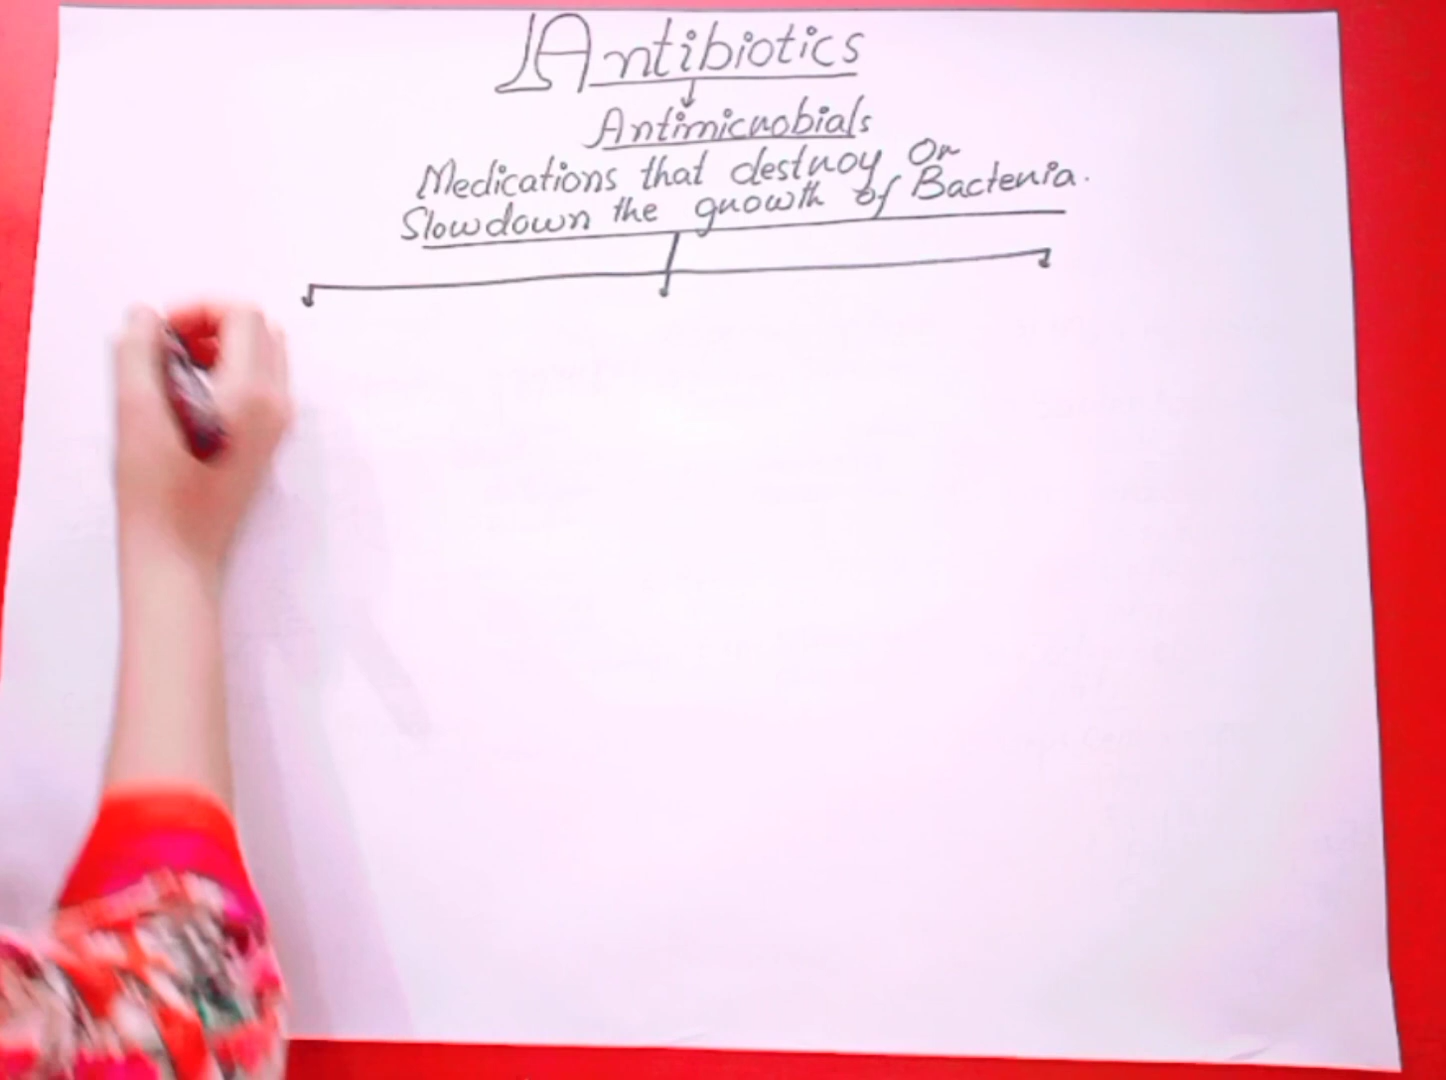 Antibiotics
Antimicrobials
Medications that destroy or
Slowdown the growth of Bacteria.